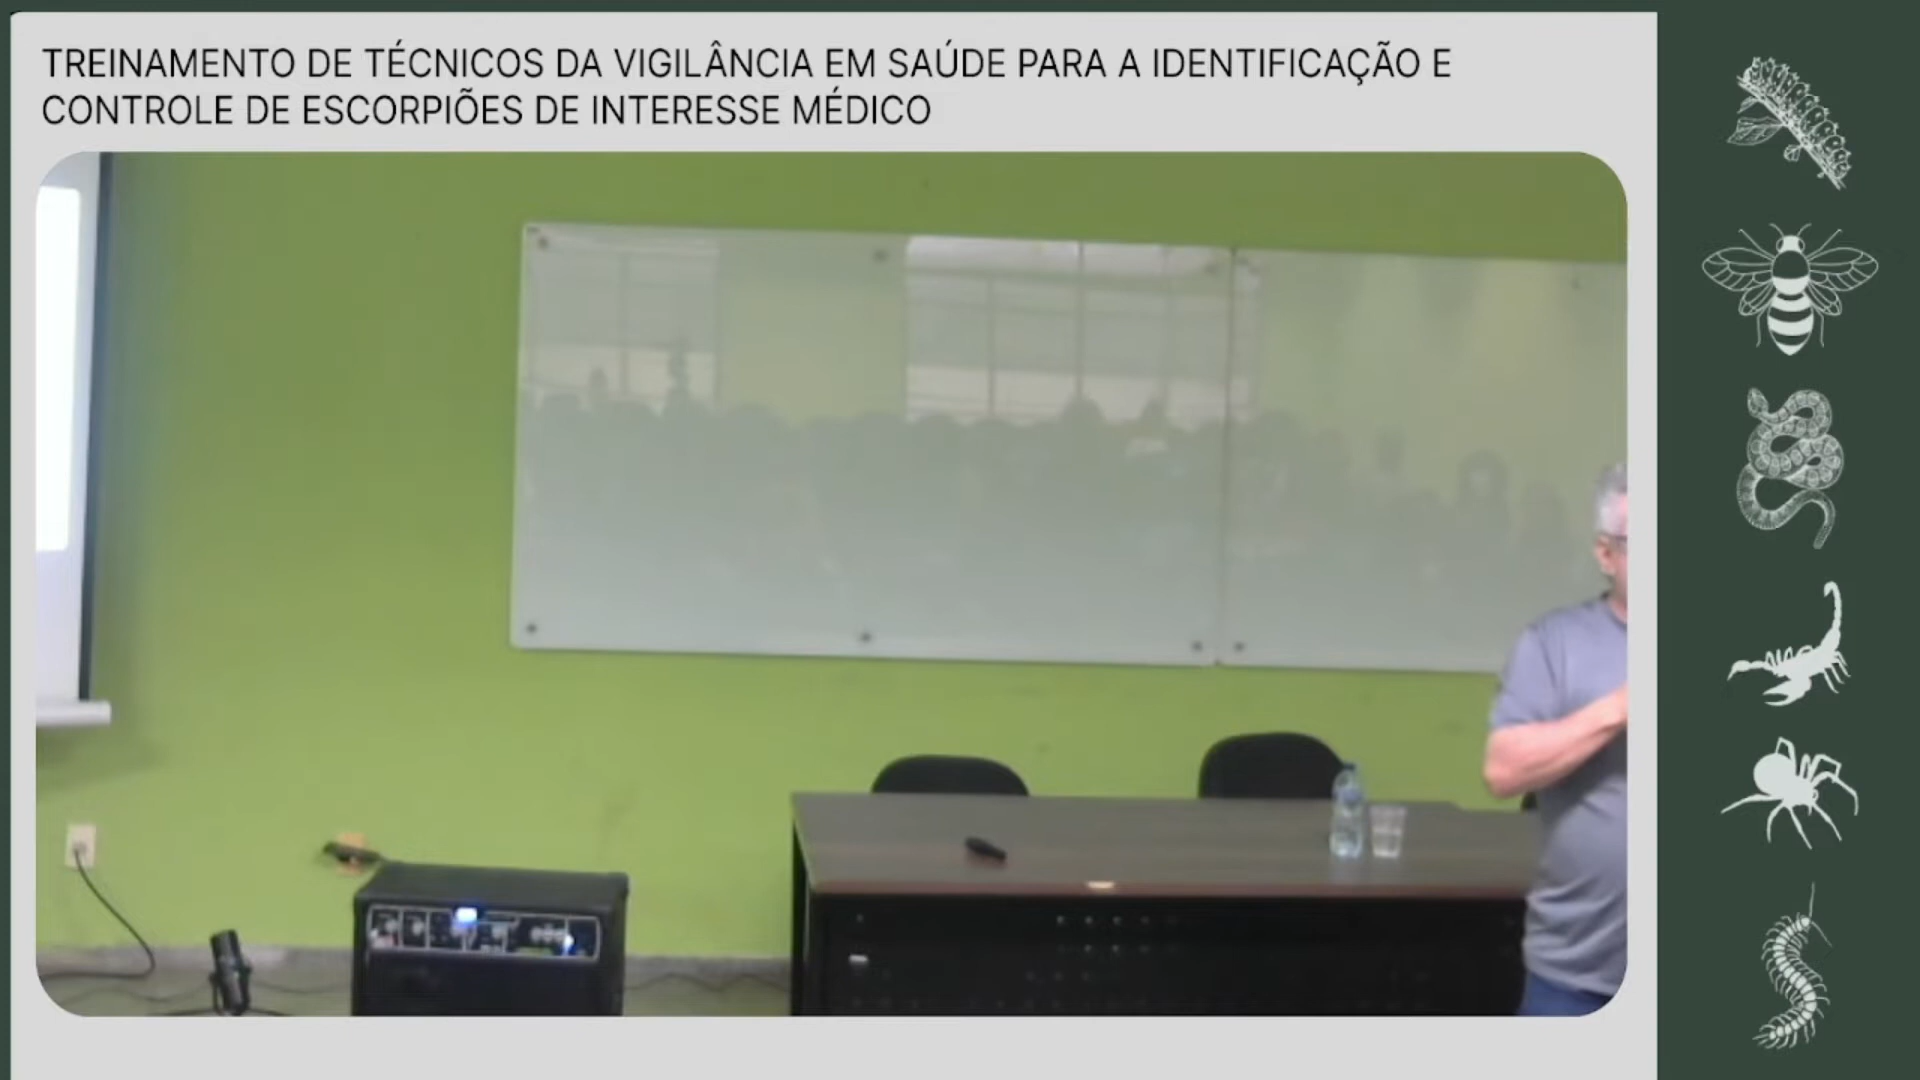 TREINAMENTO DE TÉCNICOS DA VIGILÂNCIA EM SAÚDE PARA A IDENTIFICAÇÃO E
CONTROLE DE ESCORPIÕES DE INTERESSE MÉDICO